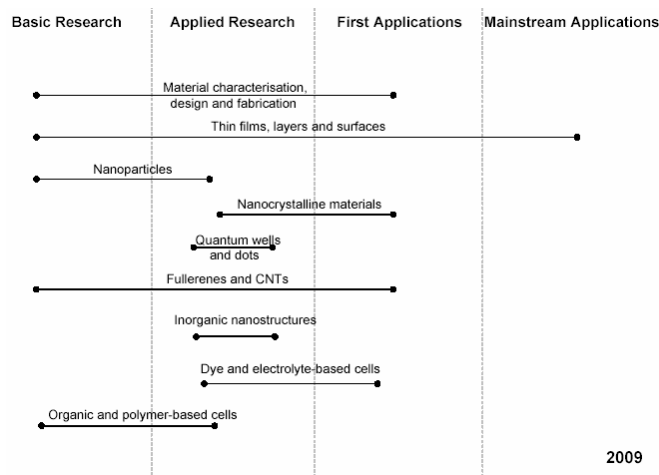 Basic Research Applied Research First Applications Mainstream Applications
Material characterisation,
design and fabrication
Thin films, layers and surfaces
Nanoparticles
Nanocrystalline materials
Quantum wells
and dots
Fullerenes and CNTs
Inorganic nanostructures
Dye and electrolyte-based cells
Organic and polymer-based cells
2009